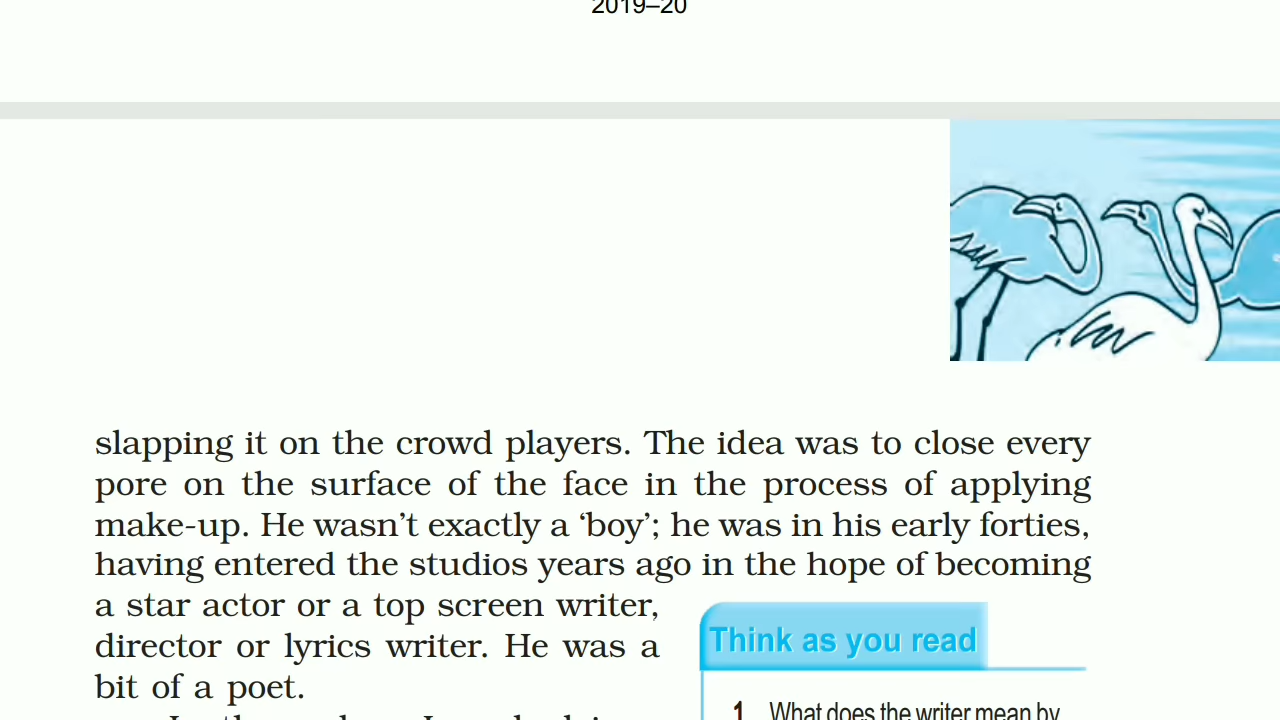 2019–20
slapping it on the crowd players. The idea was to close every
pore on the surface of the face in the process of applying
make-up. He wasn't exactly a ‘boy’; he was in his early forties,
having entered the studios years ago in the hope of becoming
a star actor or a top screen writer,
director or lyrics writer. He was a
bit of a poet.
Think as you read
1 What does the writer mean by